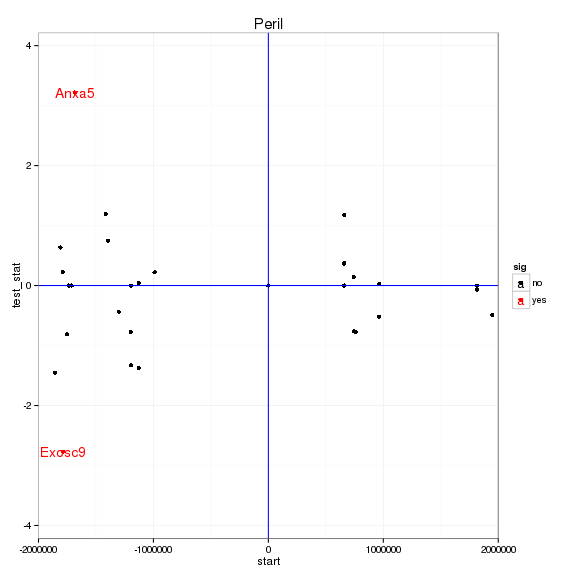 Peril
4
2
0
-2
-4
test_stat
Anxa5
Exosc9
-2000000
-1000000
0
1000000
2000000
start
sig
a no
a yes